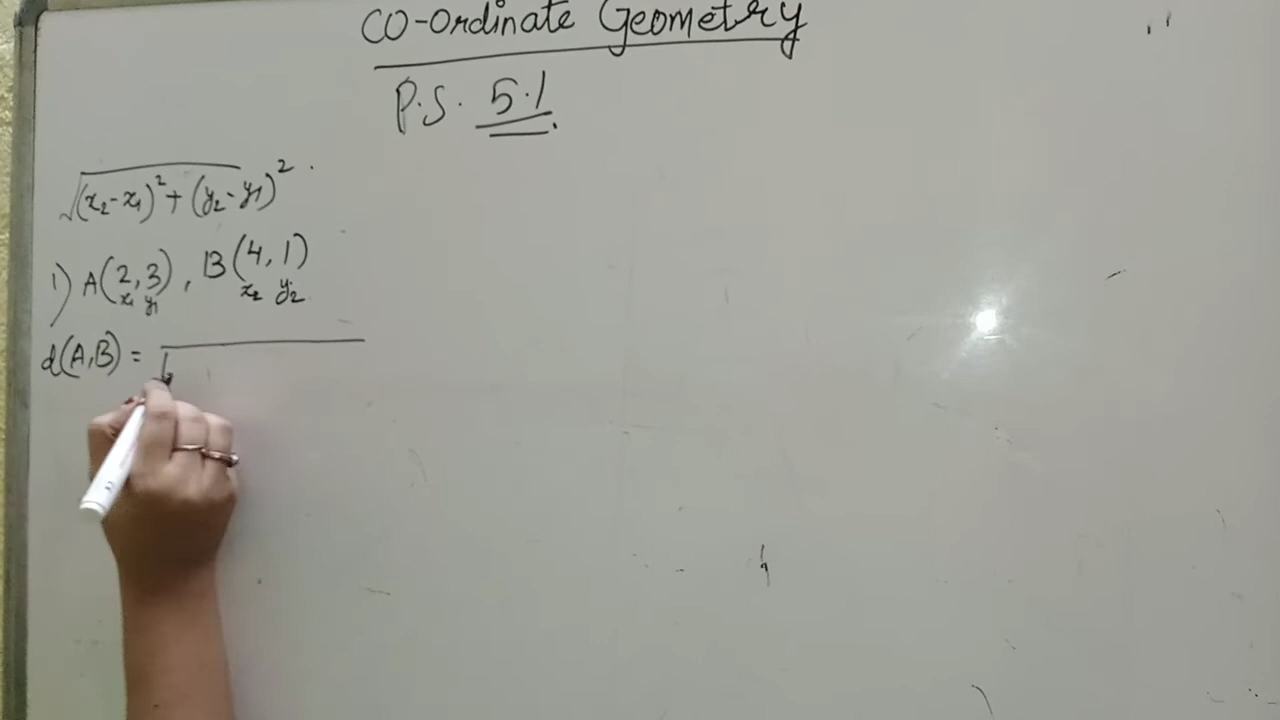 CO-Ordinate Geometry
P.S. 5.1.
√(x₂-x₁)²+(y₂-y₁)²
1) A(2,3), B(4,1)
x₁ y₁ x₂ y₂
d(A,B) = √